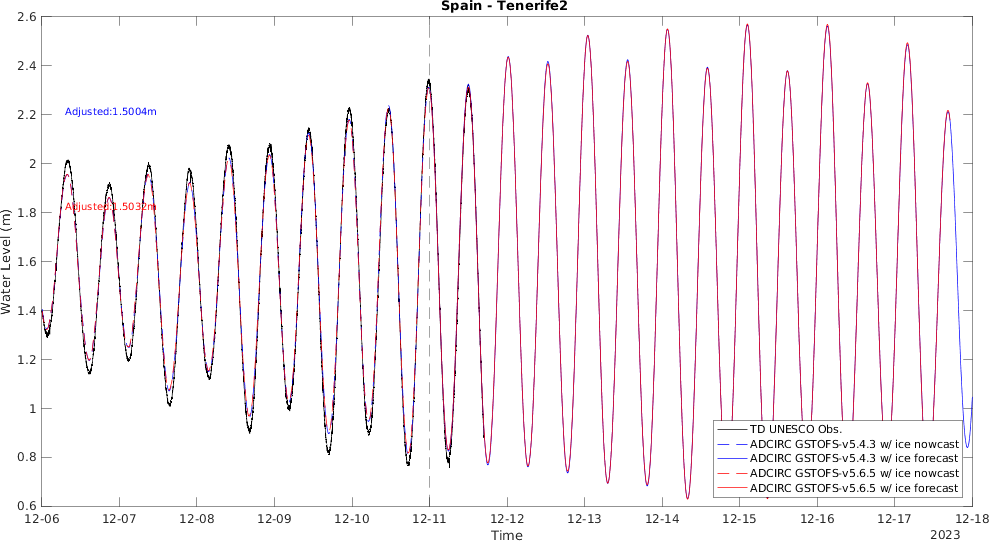 Spain - Tenerife2
2.6
2.4
2.2
2
1.8
1.6
1.4
1.2
1
0.8
0.6
Water Level (m)
Adjusted:1.5004m
Adjusted:1.5032m
TD UNESCO Obs.
ADCIRC GSTOFS-v5.4.3 w/ ice nowcast
ADCIRC GSTOFS-v5.4.3 w/ ice forecast
ADCIRC GSTOFS-v5.6.5 w/ ice nowcast
ADCIRC GSTOFS-v5.6.5 w/ ice forecast
12-06 12-07 12-08 12-09 12-10 12-11 12-12 12-13 12-14 12-15 12-16 12-17 12-18
Time
2023